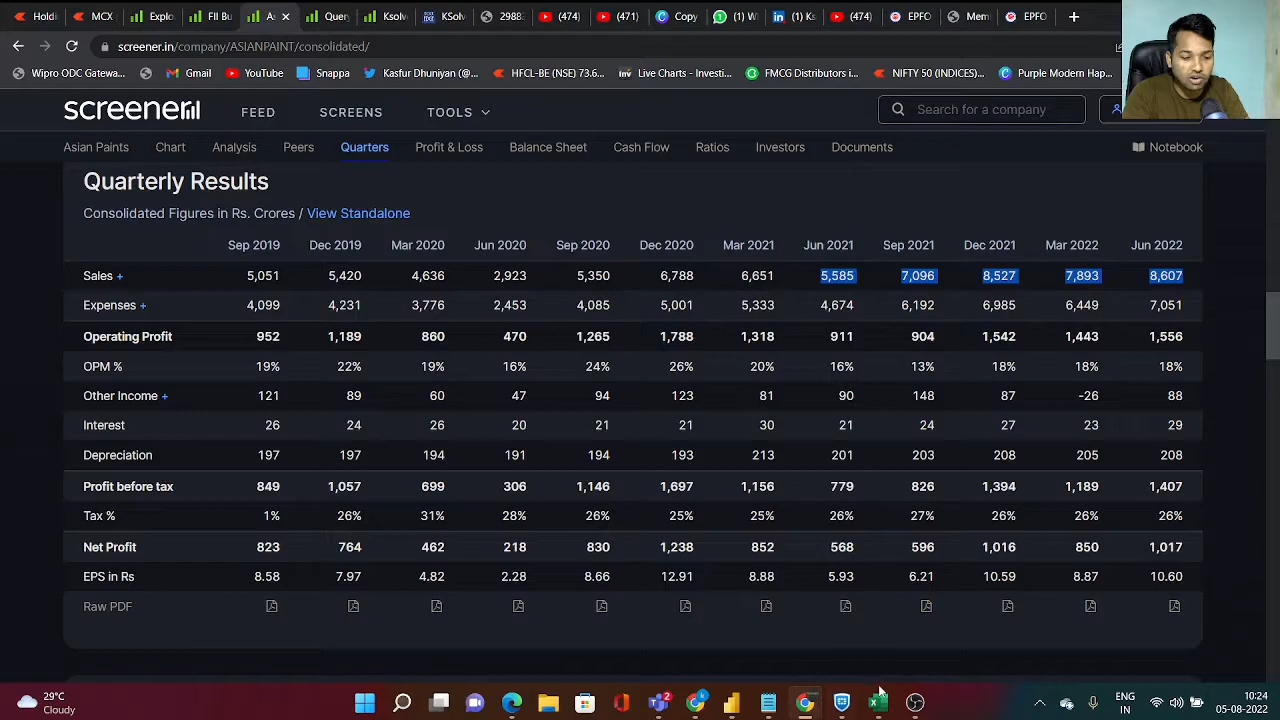 Holdi MCX Explo FII Bu As Query Ksolv KSolv 2988 (474) (471) Copy (1) W (1) K (474) EPFO Mem EPFO
screener.in/company/ASIANPAINT/consolidated/
Wipro ODC Gatewa... Gmail YouTube Snappa Kasfur Dhuniyan (@... HFCL-BE (NSE) 73.6... Live Charts - Investi... FMCG Distributors i... NIFTY 50 (INDICES)... Purple Modern Hap...
screener FEED SCREENS TOOLS Search for a company
Asian Paints Chart Analysis Peers Quarters Profit & Loss Balance Sheet Cash Flow Ratios Investors Documents Notebook
Quarterly Results
Consolidated Figures in Rs. Crores / View Standalone
Sep 2019 Dec 2019 Mar 2020 Jun 2020 Sep 2020 Dec 2020 Mar 2021 Jun 2021 Sep 2021 Dec 2021 Mar 2022 Jun 2022
Sales + 5,051 5,420 4,636 2,923 5,350 6,788 6,651 5,585 7,096 8,527 7,893 8,607
Expenses + 4,099 4,231 3,776 2,453 4,085 5,001 5,333 4,674 6,192 6,985 6,449 7,051
Operating Profit 952 1,189 860 470 1,265 1,788 1,318 911 904 1,542 1,443 1,556
OPM % 19% 22% 19% 16% 24% 26% 20% 16% 13% 18% 18% 18%
Other Income + 121 89 60 47 94 123 81 90 148 87 -26 88
Interest 26 24 26 20 21 21 30 21 24 27 23 29
Depreciation 197 197 194 191 194 193 213 201 203 208 205 208
Profit before tax 849 1,057 699 306 1,146 1,697 1,156 779 826 1,394 1,189 1,407
Tax % 1% 26% 31% 28% 26% 25% 25% 26% 27% 26% 26% 26%
Net Profit 823 764 462 218 830 1,238 852 568 596 1,016 850 1,017
EPS in Rs 8.58 7.97 4.82 2.28 8.66 12.91 8.88 5.93 6.21 10.59 8.87 10.60
Raw PDF
29°C
Cloudy
2
ENG
IN
10:24
05-08-2022